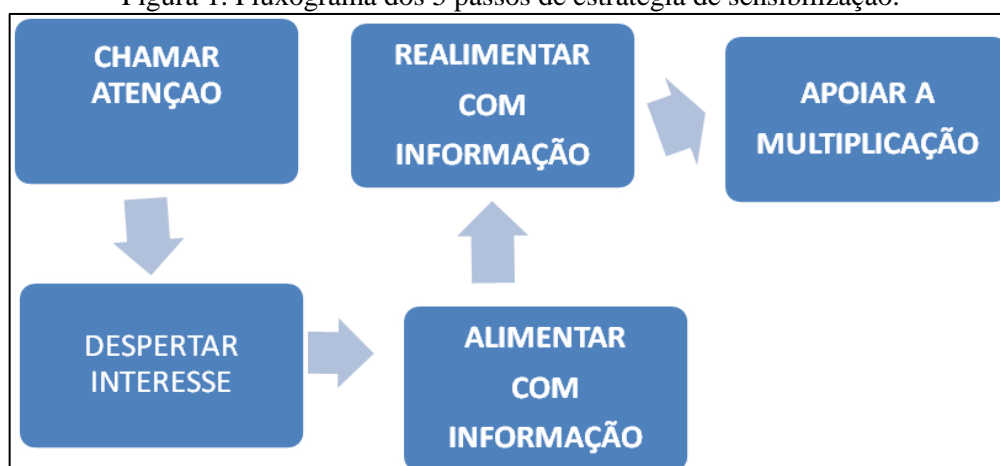 Figura 1. Fluxograma dos 5 passos de estratégia de sensibilização.
CHAMAR
ATENÇAO
DESPERTAR
INTERESSE
ALIMENTAR
COM
INFORMAÇÃO
REALIMENTAR
COM
INFORMAÇÃO
APOIAR A
MULTIPLICAÇÃO